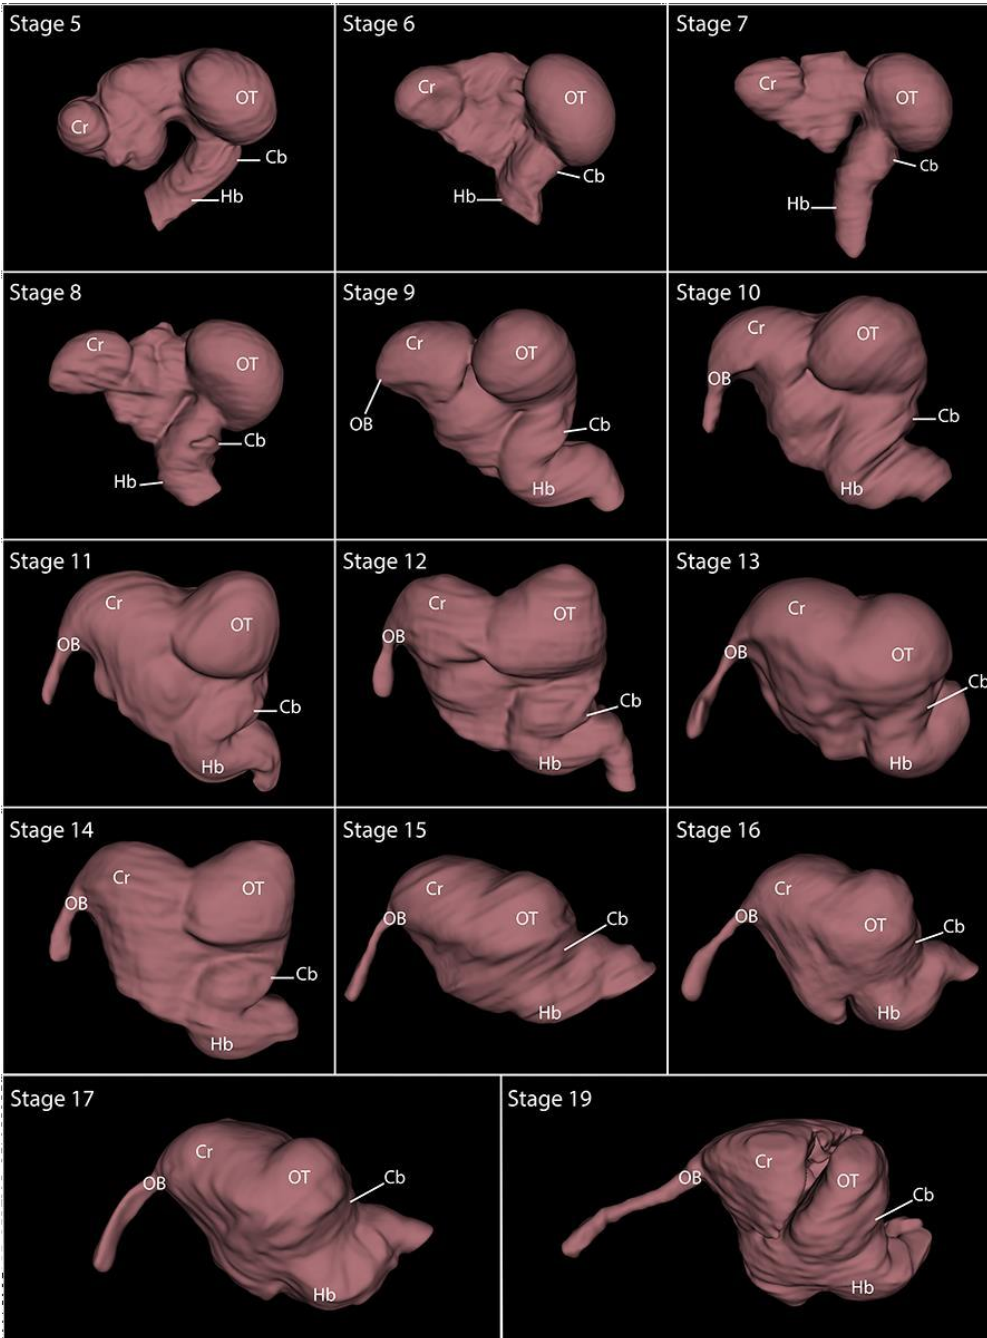 Stage 5
Cr
OT
Cb
Hb
Stage 6
Cr
OT
Cb
Hb
Stage 7
Cr
OT
Cb
Hb
Stage 8
Cr
OT
Cb
Hb
Stage 9
Cr
OT
OB
Cb
Hb
Stage 10
Cr
OT
OB
Cb
Hb
Stage 11
Cr
OT
OB
Cb
Hb
Stage 12
Cr
OT
OB
Cb
Hb
Stage 13
Cr
OB
OT
Cb
Hb
Stage 14
Cr
OT
OB
Cb
Hb
Stage 15
Cr
OB
OT
Cb
Hb
Stage 16
Cr
OB
OT
Cb
Hb
Stage 17
Cr
OT
OB
Cb
Hb
Stage 19
Cr
OB
OT
Cb
Hb